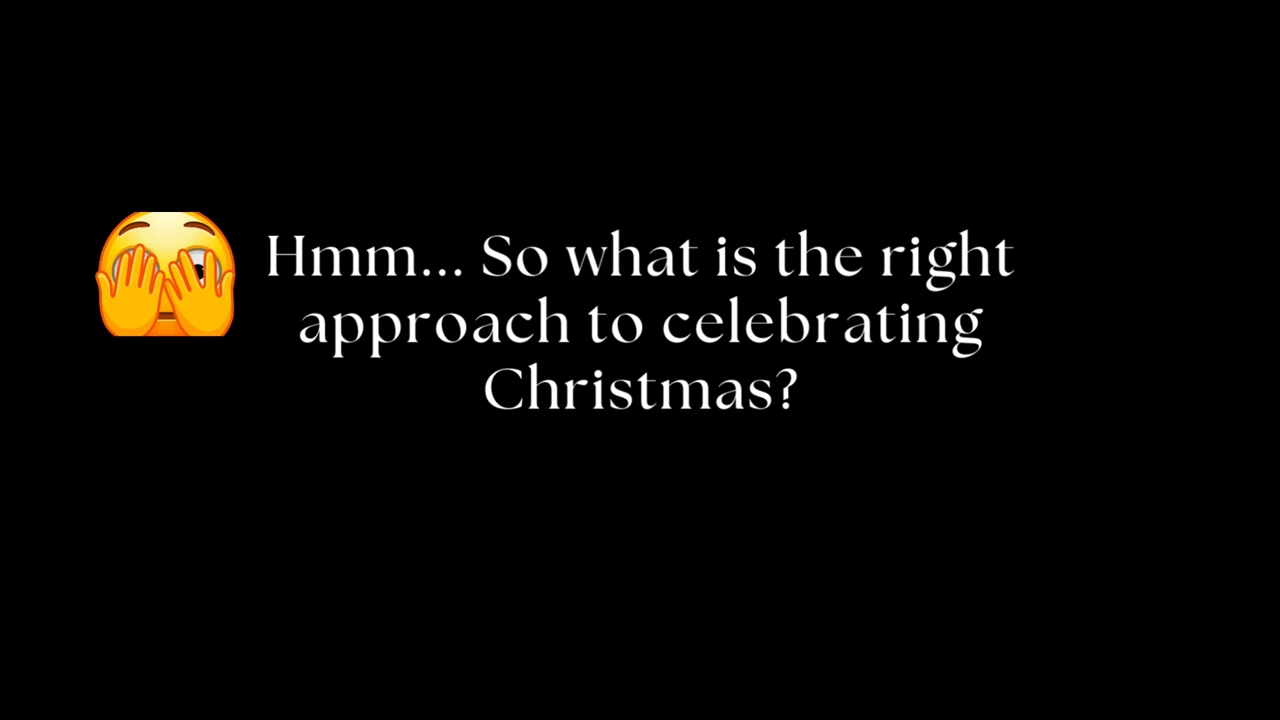 Hmm... So what is the right
approach to celebrating
Christmas?